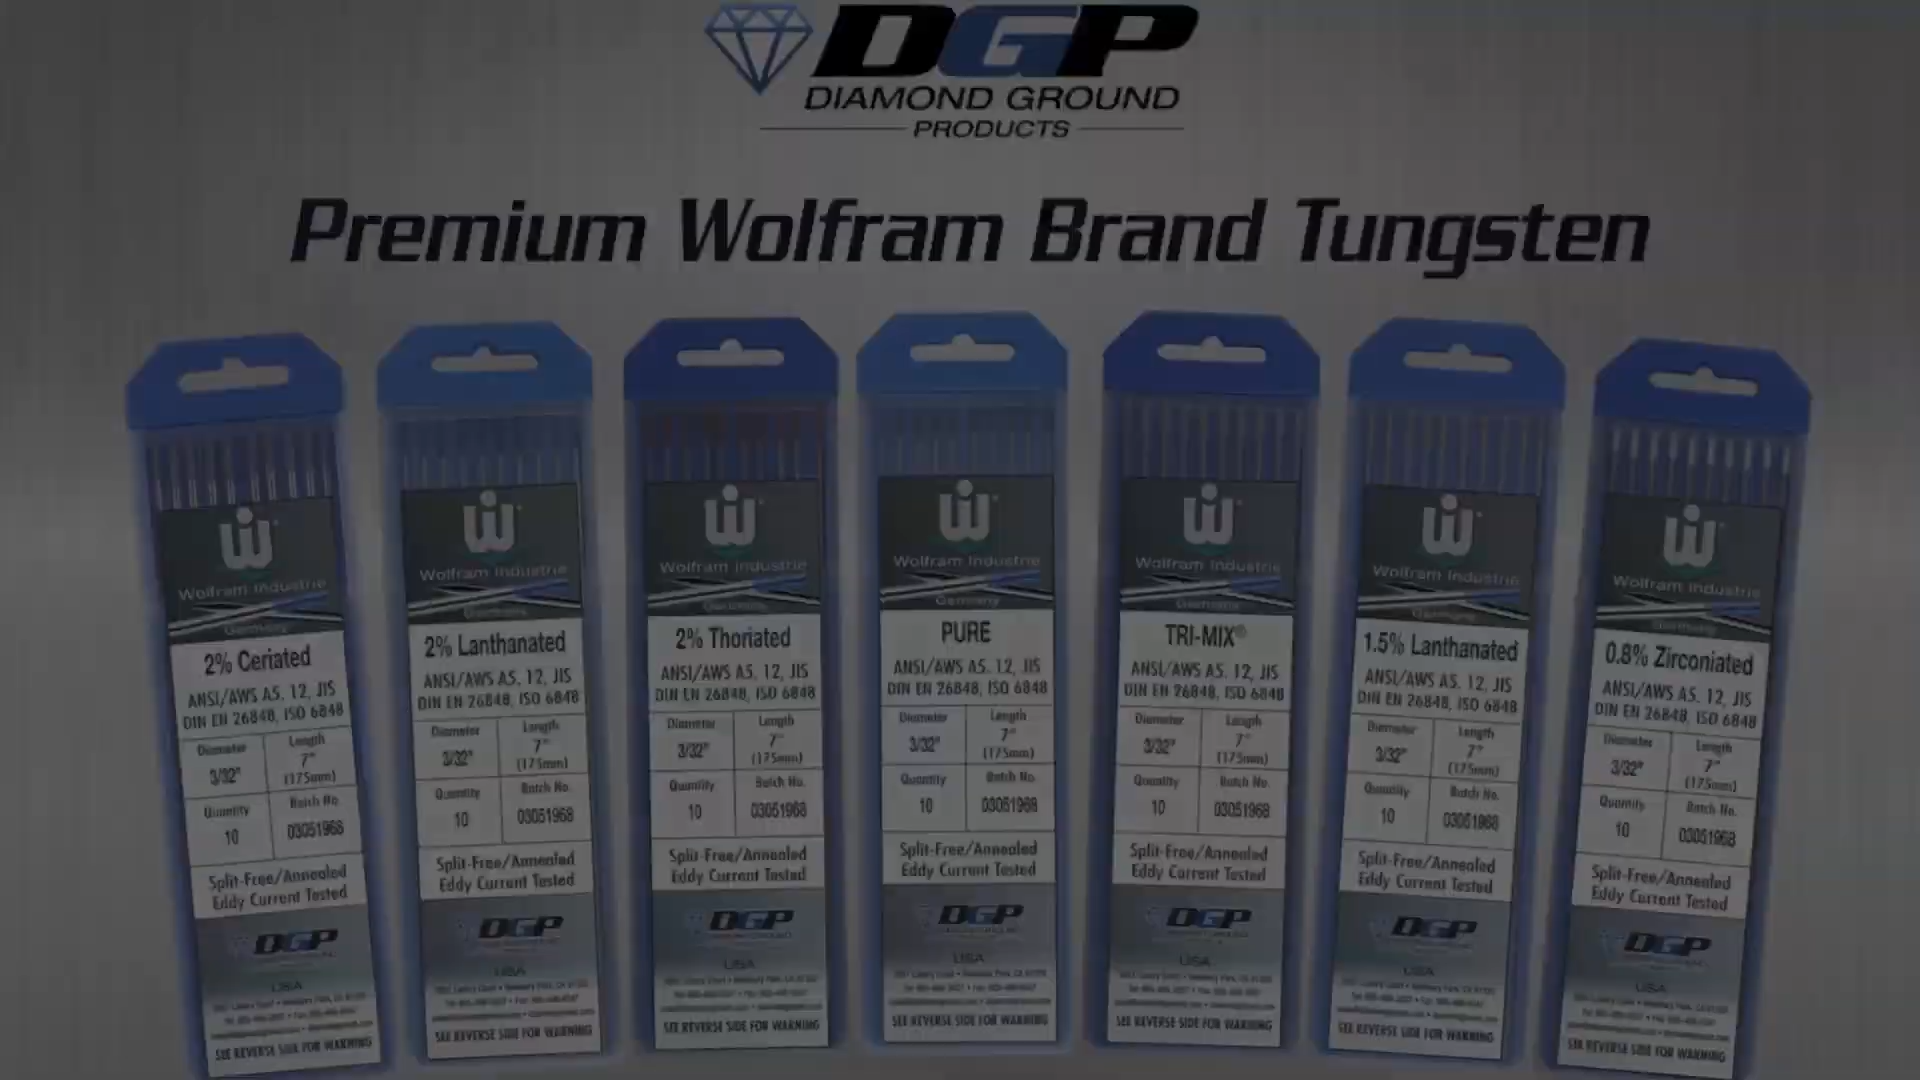 DGP
DIAMOND GROUND
PRODUCTS
Premium Wolfram Brand Tungsten
Wolfram Industrie
Germany
2% Ceriated
ANSI/AWS A5. 12, JIS
DIN EN 26848, ISO 6848
Diameter
Length
3/32"
7"
(175mm)
Quantity
Batch No.
10
03051968
Split-Free/Annealed
Eddy Current Tested
DGP
USA
SEE REVERSE SIDE FOR WARNING
Wolfram Industrie
Germany
2% Lanthanated
ANSI/AWS A5. 12, JIS
DIN EN 26848, ISO 6848
Diameter
Length
3/32"
7"
(175mm)
Quantity
Batch No.
10
03051968
Split-Free/Annealed
Eddy Current Tested
DGP
USA
SEE REVERSE SIDE FOR WARNING
Wolfram Industrie
Germany
2% Thoriated
ANSI/AWS A5. 12, JIS
DIN EN 26848, ISO 6848
Diameter
Length
3/32"
7"
(175mm)
Quantity
Batch No.
10
03051968
Split-Free/Annealed
Eddy Current Tested
DGP
USA
SEE REVERSE SIDE FOR WARNING
Wolfram Industrie
Germany
PURE
ANSI/AWS A5. 12, JIS
DIN EN 26848, ISO 6848
Diameter
Length
3/32"
7"
(175mm)
Quantity
Batch No.
10
03051968
Split-Free/Annealed
Eddy Current Tested
DGP
USA
SEE REVERSE SIDE FOR WARNING
Wolfram Industrie
Germany
TRI-MIX®
ANSI/AWS A5. 12, JIS
DIN EN 26848, ISO 6848
Diameter
Length
3/32"
7"
(175mm)
Quantity
Batch No.
10
03051968
Split-Free/Annealed
Eddy Current Tested
DGP
USA
SEE REVERSE SIDE FOR WARNING
Wolfram Industrie
Germany
1.5% Lanthanated
ANSI/AWS A5. 12, JIS
DIN EN 26848, ISO 6848
Diameter
Length
3/32"
7"
(175mm)
Quantity
Batch No.
10
03051968
Split-Free/Annealed
Eddy Current Tested
DGP
USA
SEE REVERSE SIDE FOR WARNING
Wolfram Industrie
Germany
0.8% Zirconiated
ANSI/AWS A5. 12, JIS
DIN EN 26848, ISO 6848
Diameter
Length
3/32"
7"
(175mm)
Quantity
Batch No.
10
03051968
Split-Free/Annealed
Eddy Current Tested
DGP
USA
SEE REVERSE SIDE FOR WARNING